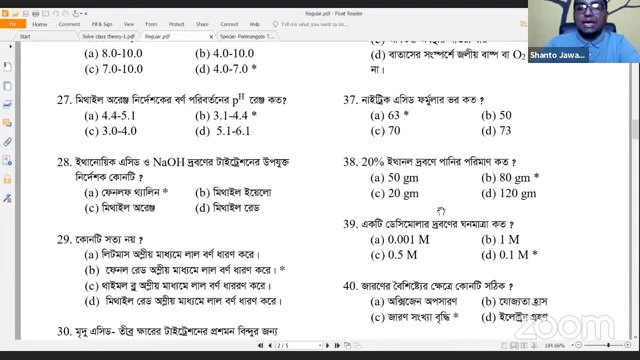 Regular.pdf - Foxit Reader
Comment
Fill & Sign
View
Form
Protect
Share
Connect
Help
Tell me what you want to do...
Start
Solve class theory-1.pdf
Regular.pdf
Special- Perimangoto T...
(a) 8.0-10.0 (b) 4.0-10.0
(c) 7.0-10.0 (d) 4.0-7.0 *
27. মিথাইল অরেঞ্জ নির্দেশকের বর্ণ পরিবর্তনের pH রেঞ্জ কত?
(a) 4.4-5.1 (b) 3.1-4.4 *
(c) 3.0-4.0 (d) 5.1-6.1
28. ইথানোয়িক এসিড ও NaOH দ্রবণের টাইট্রেশনের উপযুক্ত
নির্দেশক কোনটি ?
(a) ফেনলফ থ্যালিন * (b) মিথাইল ইয়েলো
(c) মিথাইল অরেঞ্জ (d) মিথাইল রেড
29. কোনটি সত্য নয় ?
(a) লিটমাস অম্লীয় মাধ্যমে লাল বর্ণ ধারণ করে।
(b) ফেনল রেড অম্লীয় মাধ্যমে লাল বর্ণ ধারণ করে। *
(c) থাইমল ব্লু অম্লীয় মাধ্যমে লাল বর্ণ ধারণ করে।
(d) মিথাইল রেড অম্লীয় মাধ্যমে লাল বর্ণ ধারণ করে।
30. মৃদু এসিড- তীব্র ক্ষারের টাইট্রেশনের প্রশমন বিন্দুর জন্য
(d) বাতাসের সংস্পর্শে জলীয় বাষ্প বা O2
না।
37. নাইট্রিক এসিড ফর্মুলার ভর কত ?
(a) 63 * (b) 50
(c) 70 (d) 73
38. 20% ইথানল দ্রবণে পানির পরিমাণ কত ?
(a) 50 gm (b) 80 gm *
(c) 20 gm (d) 120 gm
39. একটি ডেসিমোলার দ্রবণের ঘনমাত্রা কত ?
(a) 0.001 M (b) 1 M
(c) 0.5 M (d) 0.1 M *
40. জারণের বৈশিষ্ট্যের ক্ষেত্রে কোনটি সঠিক ?
(a) অক্সিজেন অপসারণ (b) যোজ্যতা হ্রাস
(c) জারণ সংখ্যা বৃদ্ধি * (d) ইলেক্ট্রন গ্রহণ
Shanto Jawa...
2 / 5
184.66%
zoom